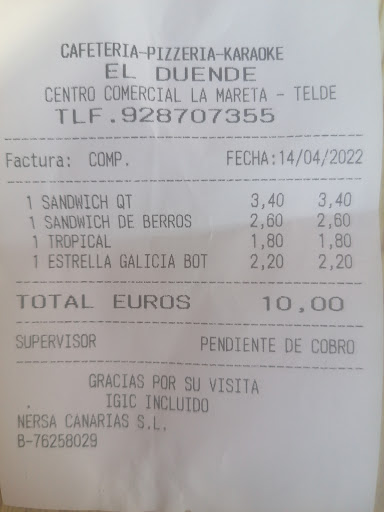 CAFETERIA-PIZZERIA-KARAOKE
EL DUENDE
CENTRO COMERCIAL LA MARETA - TELDE
TLF.928707355
Factura: COMP. FECHA:14/04/2022
1 SANDWICH QT 3,40 3,40
1 SANDWICH DE BERROS 2,60 2,60
1 TROPICAL 1,80 1,80
1 ESTRELLA GALICIA BOT 2,20 2,20
TOTAL EUROS 10,00
SUPERVISOR PENDIENTE DE COBRO
GRACIAS POR SU VISITA
IGIC INCLUIDO
NERSA CANARIAS S.L.
B-76258029